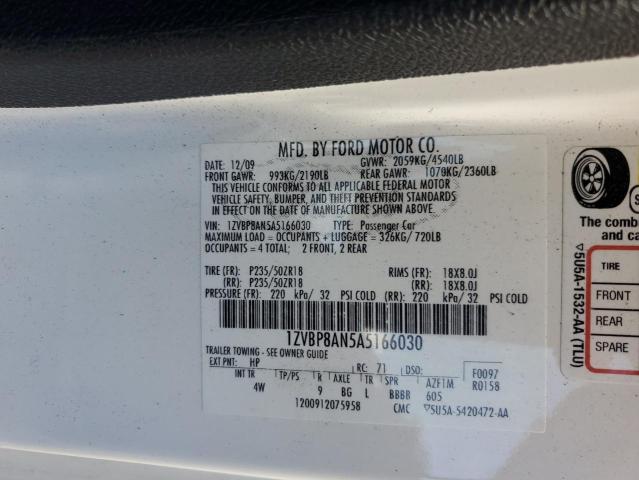 MFD. BY FORD MOTOR CO.
DATE: 12/09 GVWR: 2059KG/4540LB
FRONT GAWR: 993KG/2190LB REAR GAWR: 1070KG/2360LB
THIS VEHICLE CONFORMS TO ALL APPLICABLE FEDERAL MOTOR
VEHICLE SAFETY, BUMPER, AND THEFT PREVENTION STANDARDS
IN EFFECT ON THE DATE OF MANUFACTURE SHOWN ABOVE.
VIN: 1ZVBP8AN5A5166030 TYPE: Passenger Car
MAXIMUM LOAD = OCCUPANTS + LUGGAGE = 326KG/720LB
OCCUPANTS = 4 TOTAL; 2 FRONT, 2 REAR
TIRE (FR): P235/50ZR18 RIMS (FR): 18X8.0J
(RR): P235/50ZR18 (RR): 18X8.0J
PRESSURE (FR): 220 kPa/ 32 PSI COLD (RR): 220 kPa/ 32 PSI COLD
1ZVBP8AN5A5166030
TRAILER TOWING - SEE OWNER GUIDE
EXT PNT: HP RC: 71 DSO: F0097
INT TR TP/PS R AXLE TR SPR AZF1M R0158
4W 9 BG L BBBB 605
1200912075958 CMC ▽5U5A-5420472-AA
The comb
and ca
TIRE
FRONT
REAR
SPARE
▽5U5A-1532-AA (TLU)